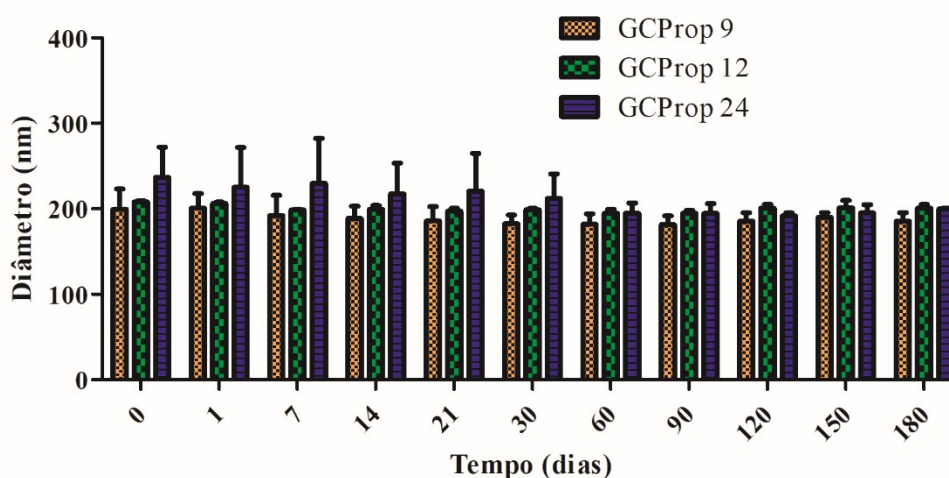 GCProp 9
GCProp 12
GCProp 24
Diâmetro (nm)
400
300
200
100
0
0 1 7 14 21 30 60 90 120 150 180
Tempo (dias)